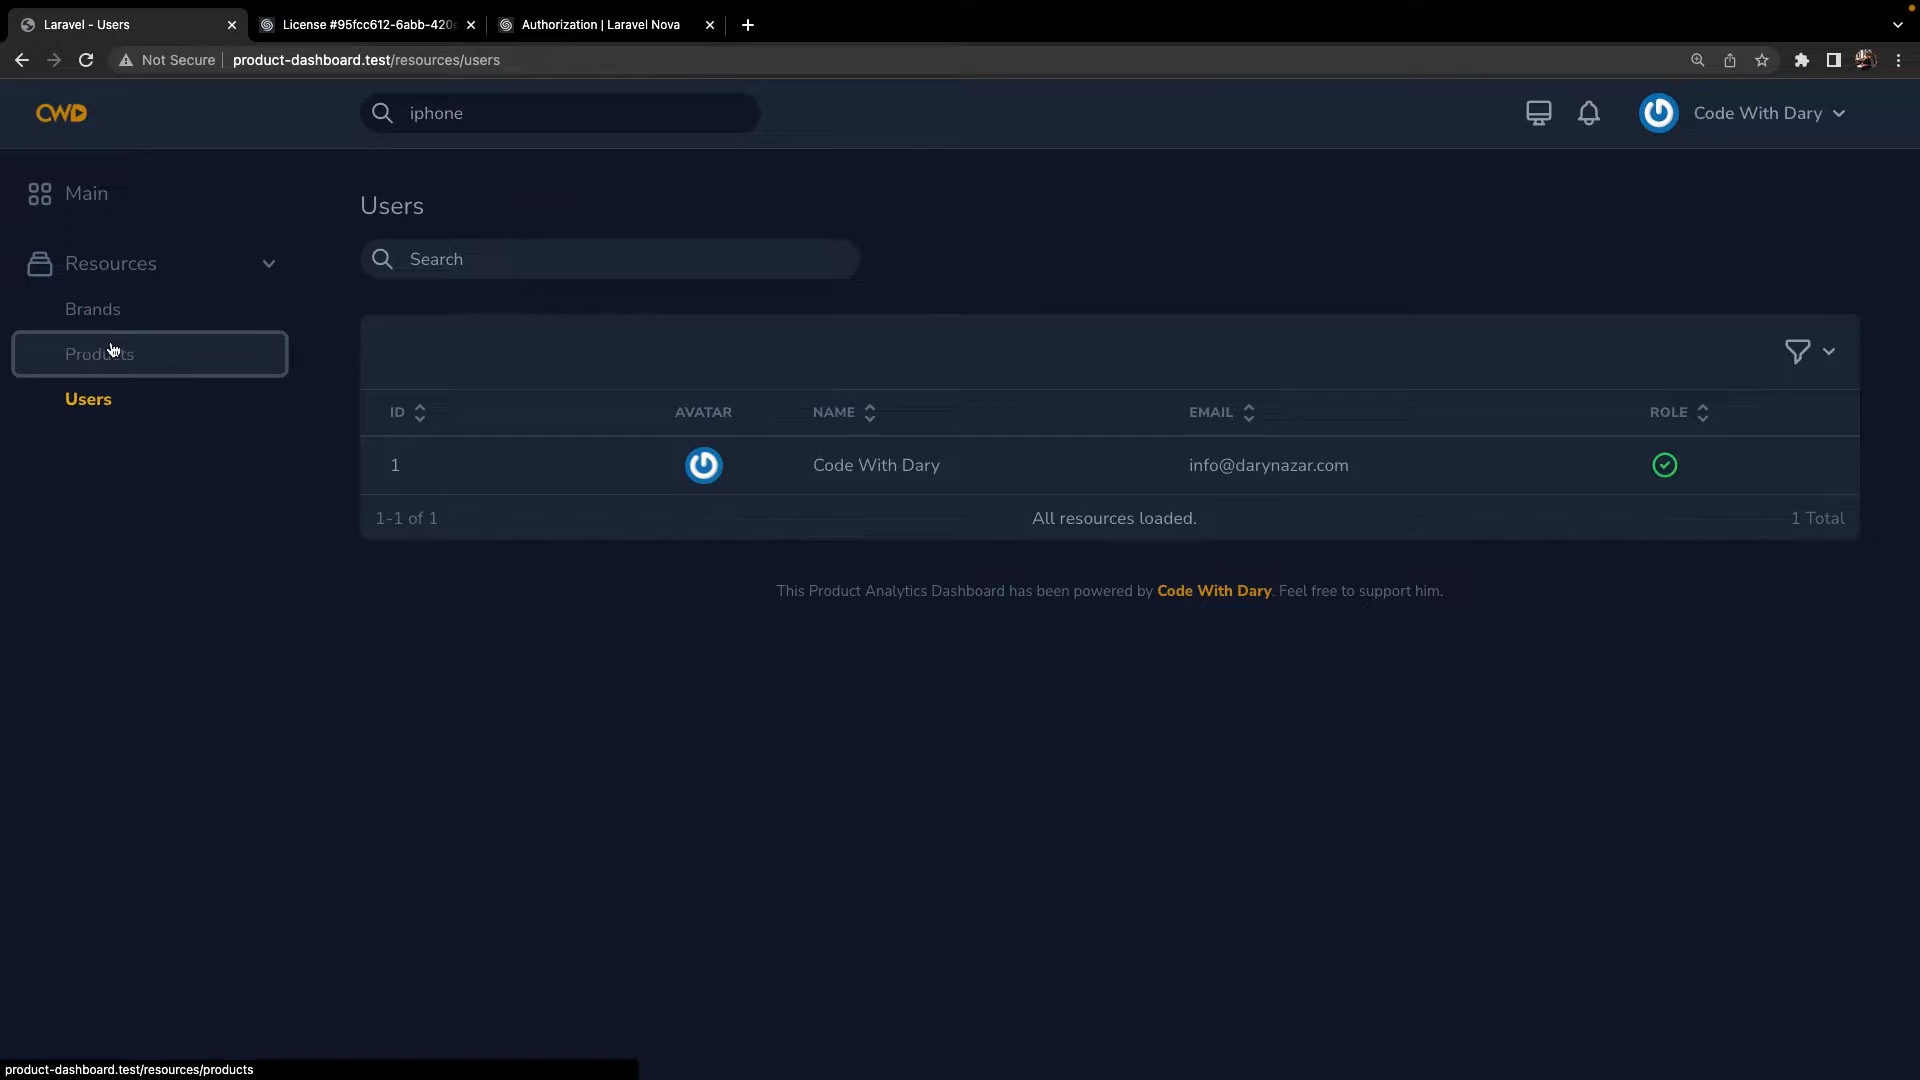 Laravel - Users
License #95fcc612-6abb-420
Authorization | Laravel Nova
Not Secure
product-dashboard.test/resources/users
CWD
iphone
Code With Dary
Main
Resources
Brands
Products
Users
Users
Search
ID
AVATAR
NAME
EMAIL
ROLE
1
Code With Dary
info@darynazar.com
1-1 of 1
All resources loaded.
1 Total
This Product Analytics Dashboard has been powered by Code With Dary. Feel free to support him.
product-dashboard.test/resources/products